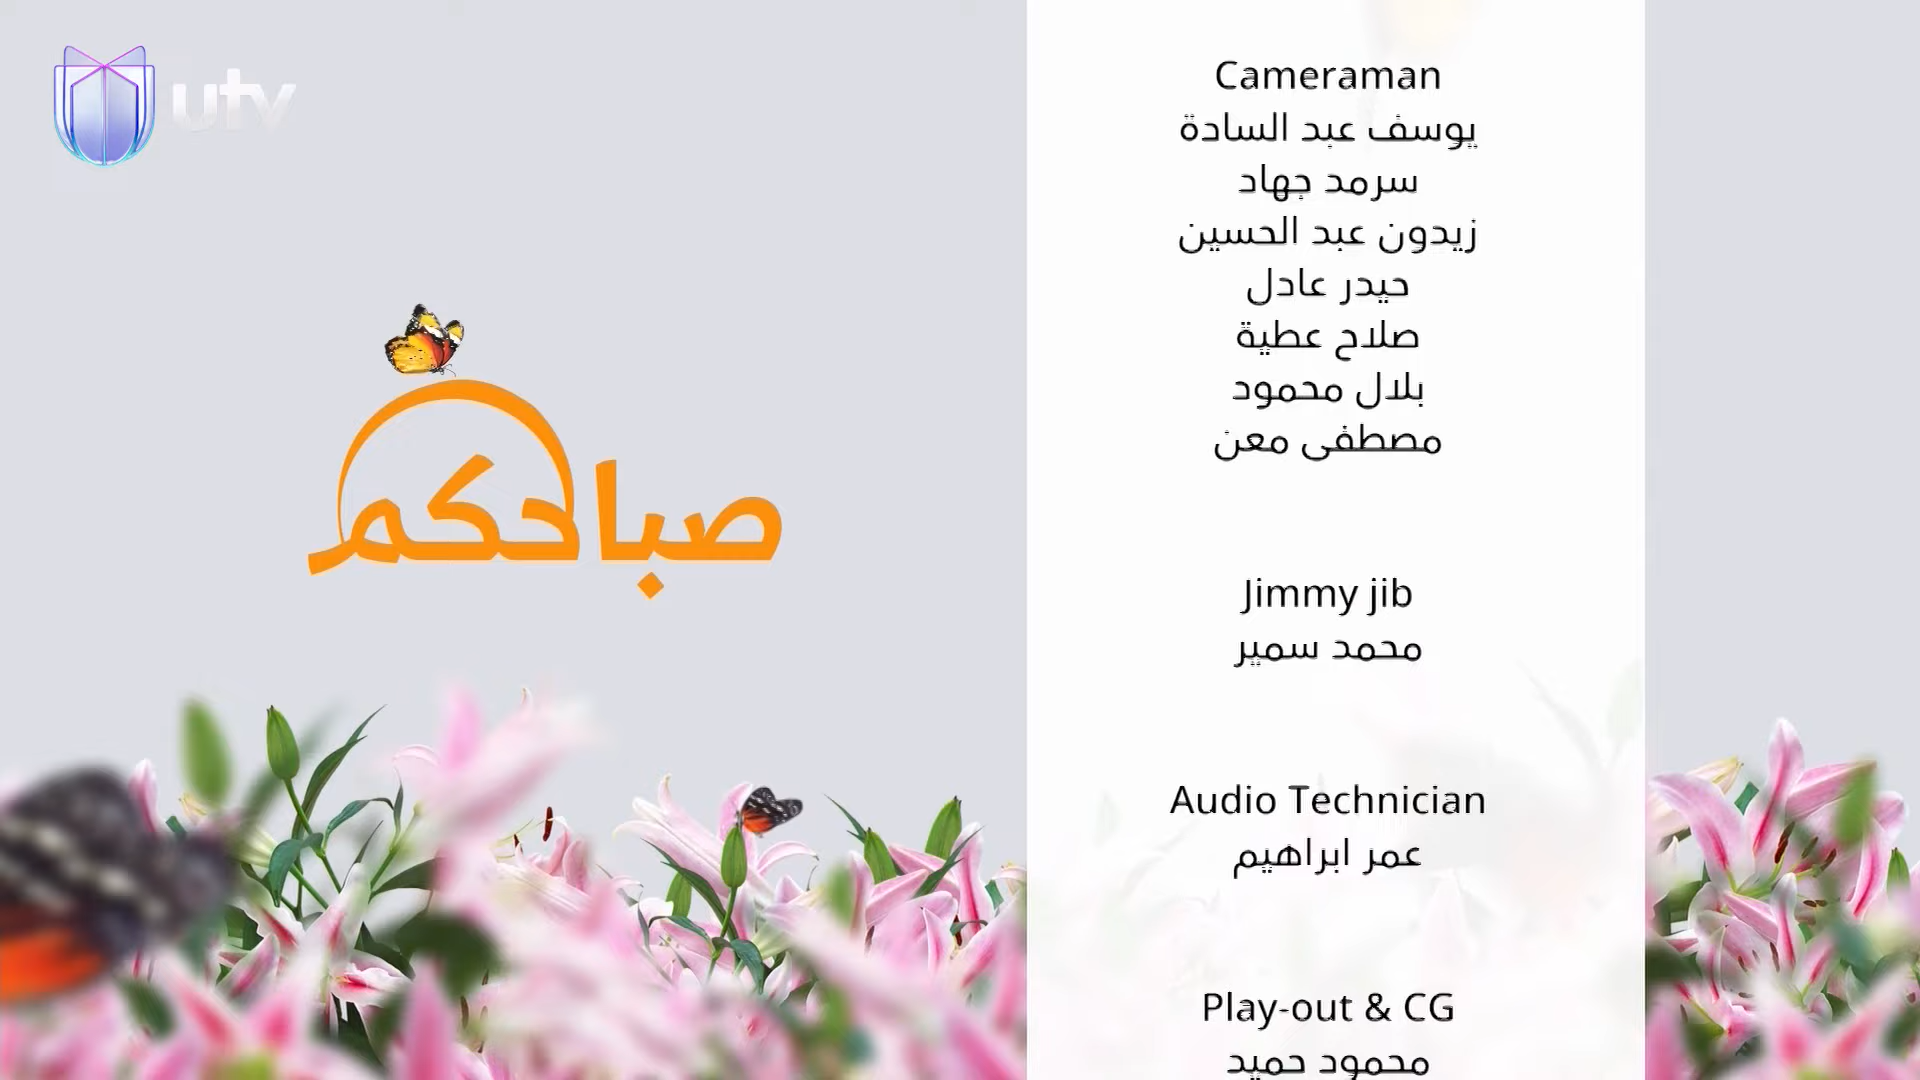 utv
صباحكم
Cameraman
يوسف عبد السادة
سرمد جهاد
زيدون عبد الحسين
حيدر عادل
صلاح عطية
بلال محمود
مصطفى معن
Jimmy jib
محمد سمير
Audio Technician
عمر ابراهيم
Play-out & CG
محمود حميد